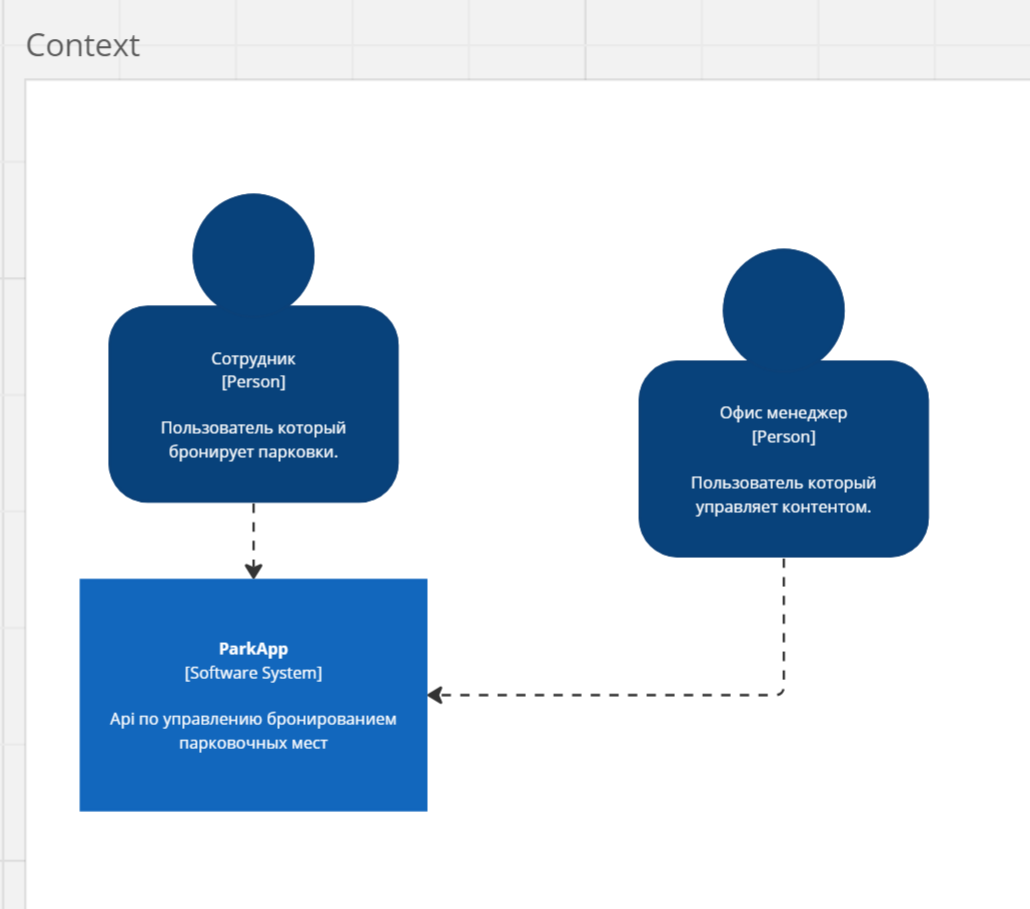 Context
Сотрудник
[Person]
Пользователь который
бронирует парковки.
Офис менеджер
[Person]
Пользователь который
управляет контентом.
ParkApp
[Software System]
Api по управлению бронированием
парковочных мест